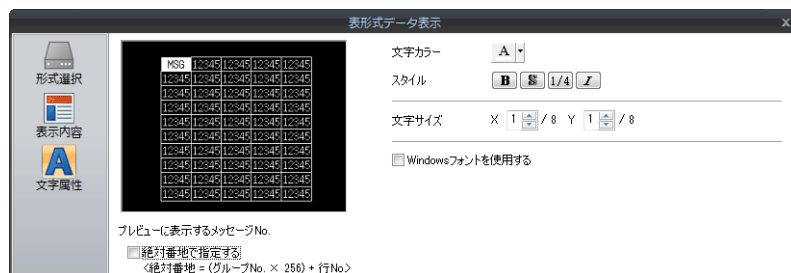 表形式データ表示 x
形式選択
表示内容
文字属性
MSG 12345 12345 12345 12345
12345 12345 12345 12345 12345
12345 12345 12345 12345 12345
12345 12345 12345 12345 12345
12345 12345 12345 12345 12345
12345 12345 12345 12345 12345
12345 12345 12345 12345 12345
12345 12345 12345 12345 12345
12345 12345 12345 12345 12345
12345 12345 12345 12345 12345
プレビューに表示するメッセージNo.
絶対番地で指定する
<絶対番地 = (グループNo. × 256) + 行No>
文字カラー A
スタイル B S 1/4 I
文字サイズ X 1 / 8 Y 1 / 8
Windowsフォントを使用する